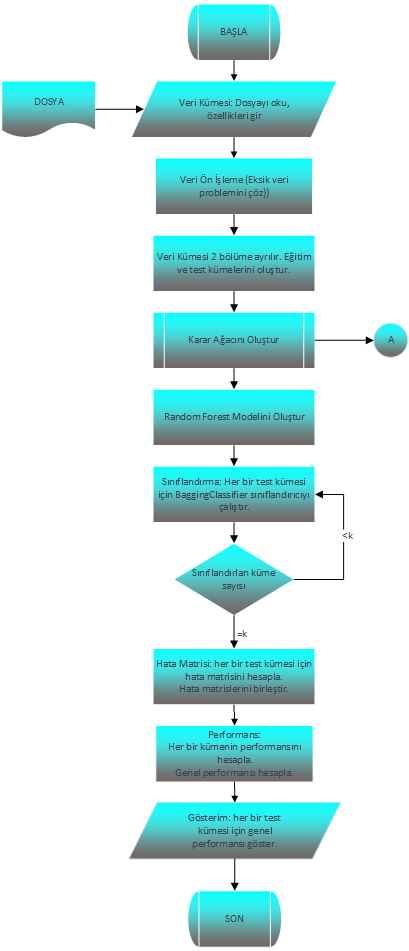 BAŞLA
DOSYA
Veri Kümesi: Dosyayı oku,
özellikleri gir
Veri Ön İşleme (Eksik veri
problemini çöz))
Veri Kümesi 2 bölüme ayrılır. Eğitim
ve test kümelerini oluştur.
Karar Ağacını Oluştur
A
Random Forest Modelini Oluştur
Sınıflandırma: Her bir test kümesi
için BaggingClassifier sınıflandırıcıyı
çalıştır.
<k
Sınıflandırlan küme
sayısı
=k
Hata Matrisi: her bir test kümesi için
hata matrisini hesapla.
Hata matrislerini birleştir.
Performans:
Her bir kümenin performansını
hesapla.
Genel performansı hesapla.
Gösterim: her bir test
kümesi için genel
performansı göster.
SON